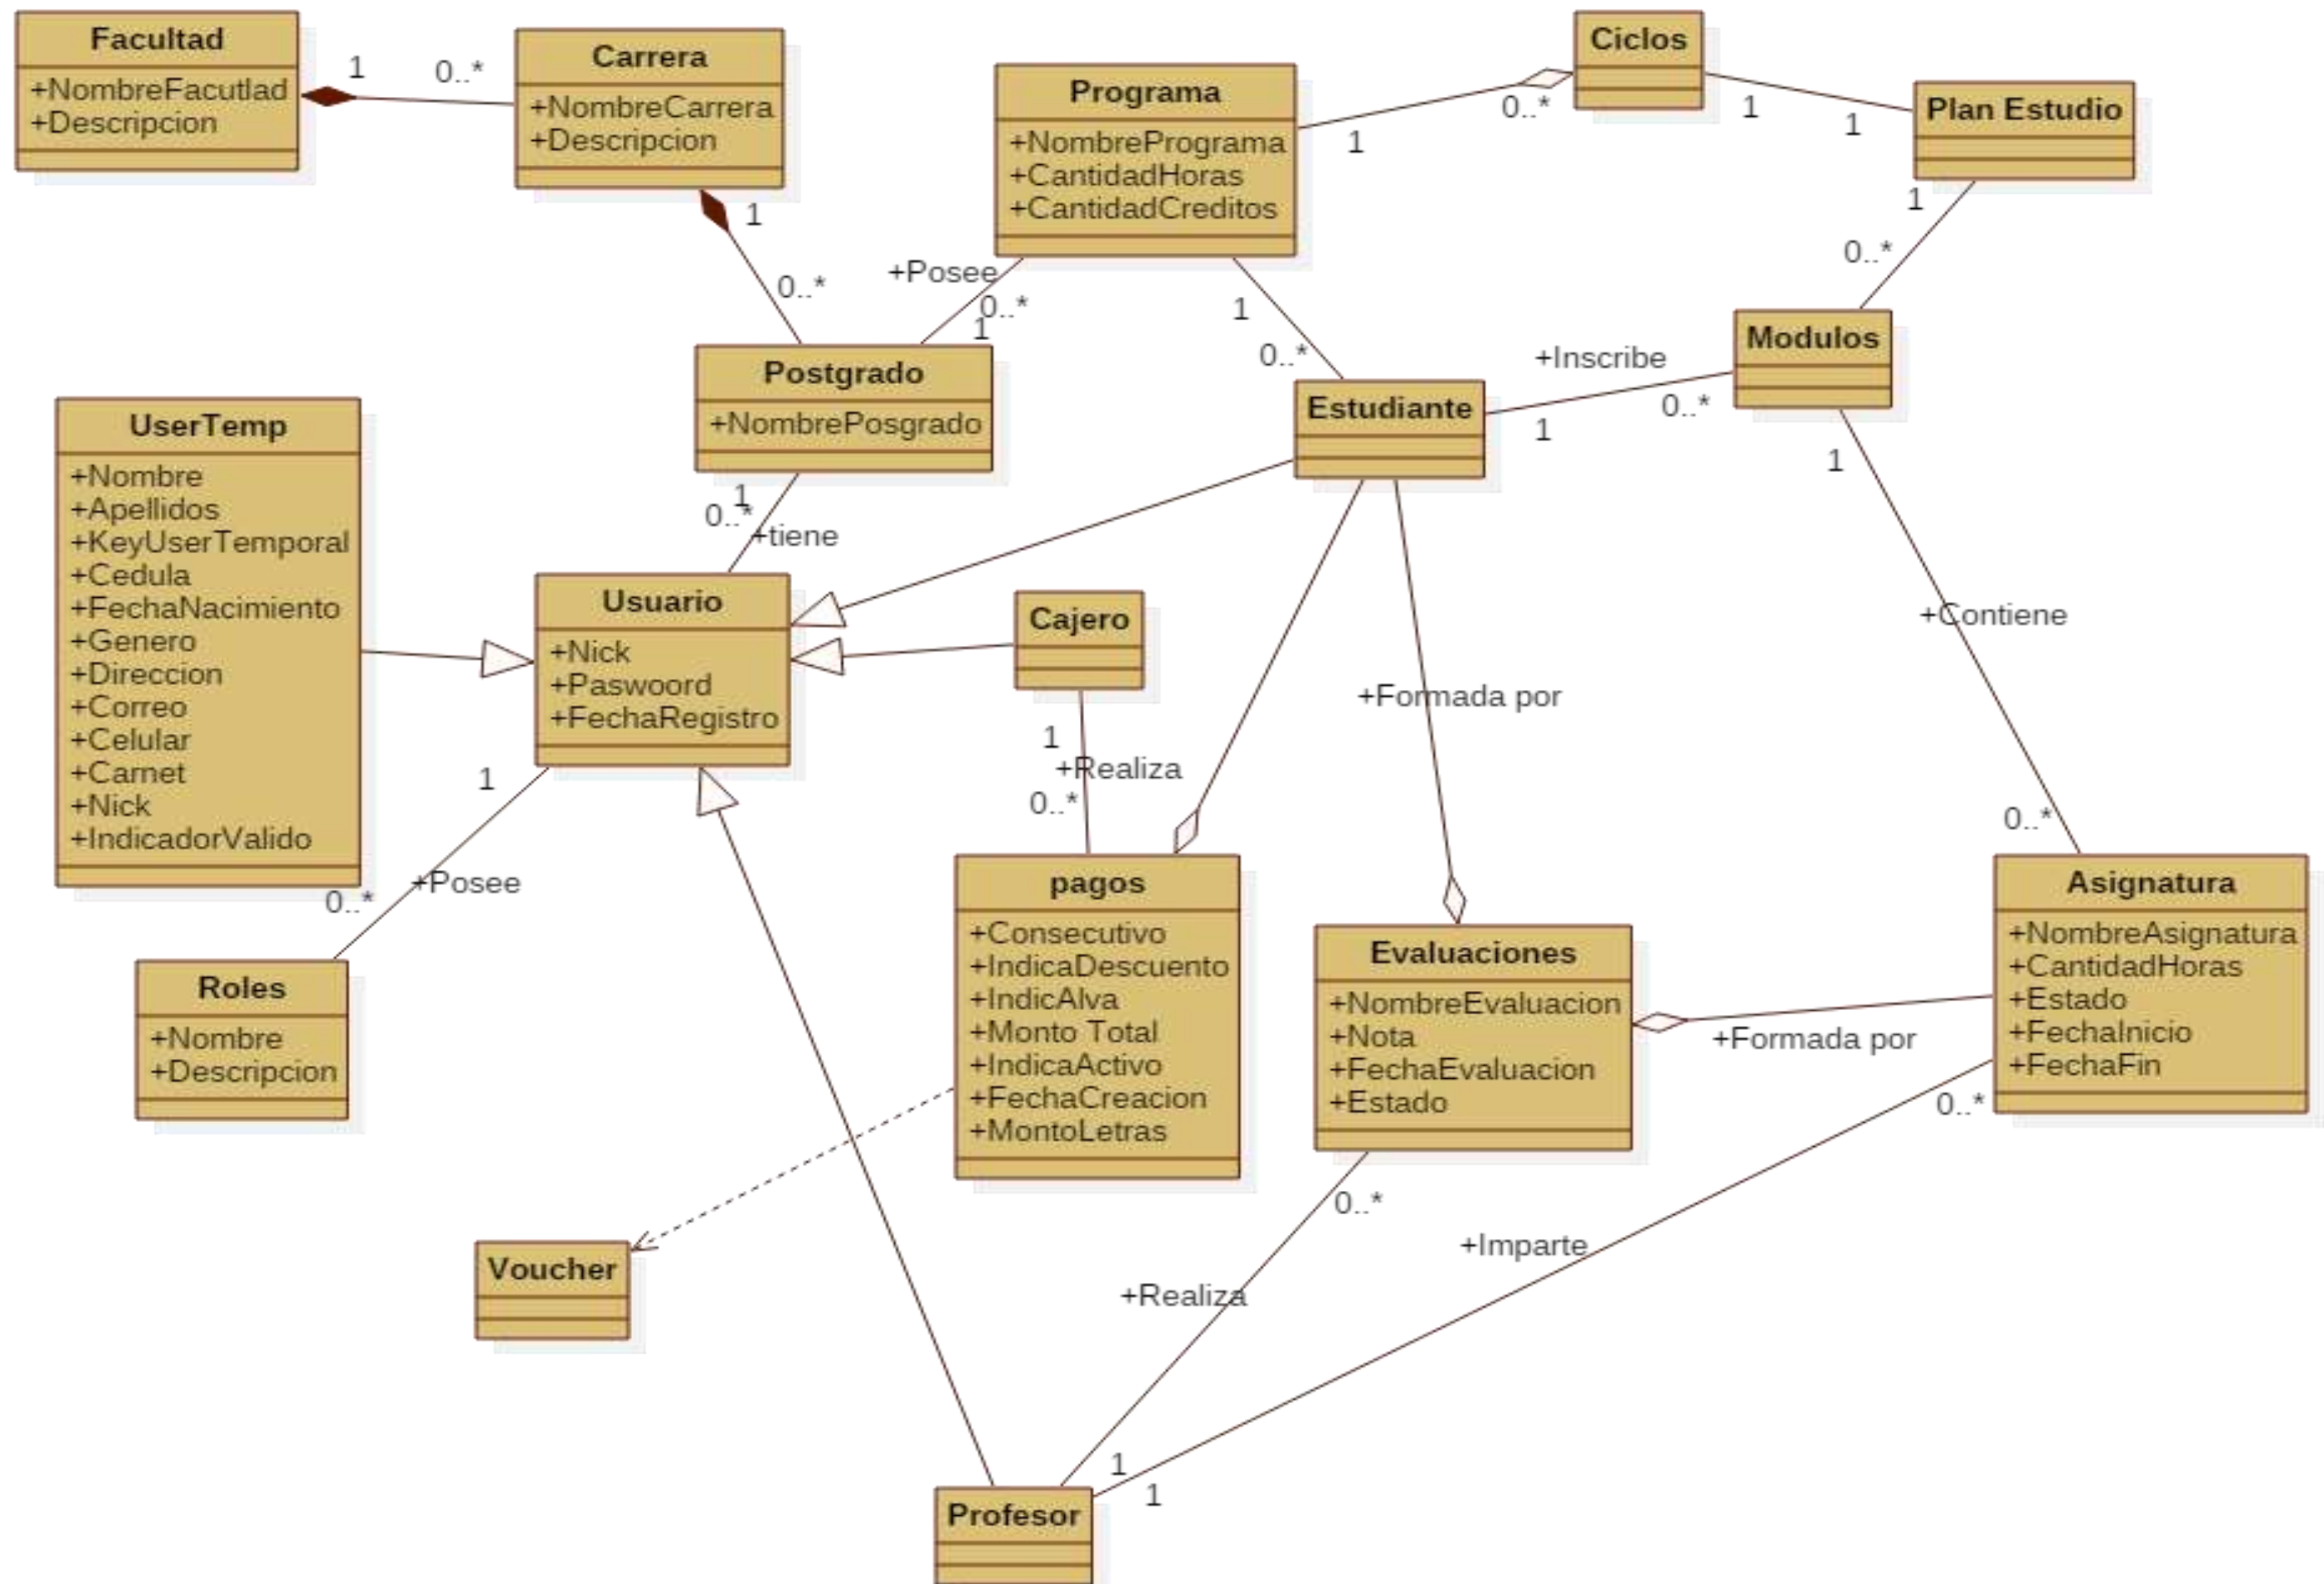 Facultad
+NombreFacutlad
+Descripcion
1
0..*
Carrera
+NombreCarrera
+Descripcion
1
0..*
Programa
+NombrePrograma
+CantidadHoras
+CantidadCreditos
1
0..*
Ciclos
1
1
Plan Estudio
1
0..*
+Posee
0..*
1
1
0..*
Postgrado
+NombrePosgrado
1
0..*
+tiene
Estudiante
+Inscribe
1
0..*
Modulos
1
+Contiene
0..*
UserTemp
+Nombre
+Apellidos
+KeyUserTemporal
+Cedula
+FechaNacimiento
+Genero
+Direccion
+Correo
+Celular
+Carnet
+Nick
+IndicadorValido
Usuario
+Nick
+Paswoord
+FechaRegistro
1
+Posee
0..*
Cajero
1
+Realiza
0..*
+Formada por
Roles
+Nombre
+Descripcion
pagos
+Consecutivo
+IndicaDescuento
+IndicAlva
+Monto Total
+IndicaActivo
+FechaCreacion
+MontoLetras
Evaluaciones
+NombreEvaluacion
+Nota
+FechaEvaluacion
+Estado
+Formada por
Asignatura
+NombreAsignatura
+CantidadHoras
+Estado
+FechaInicio
+FechaFin
0..*
0..*
+Imparte
+Realiza
Voucher
1
1
Profesor